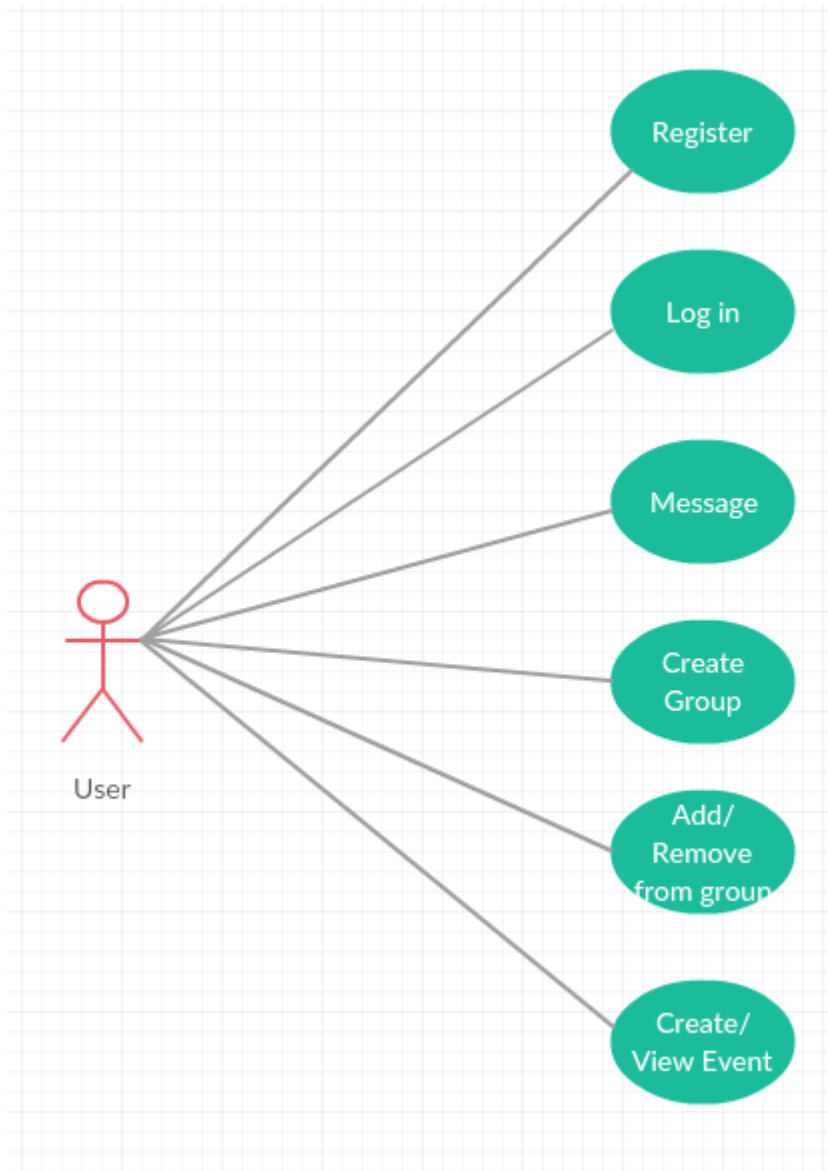 Register
Log in
Message
Create
Group
User
Add/
Remove
from group
Create/
View Event